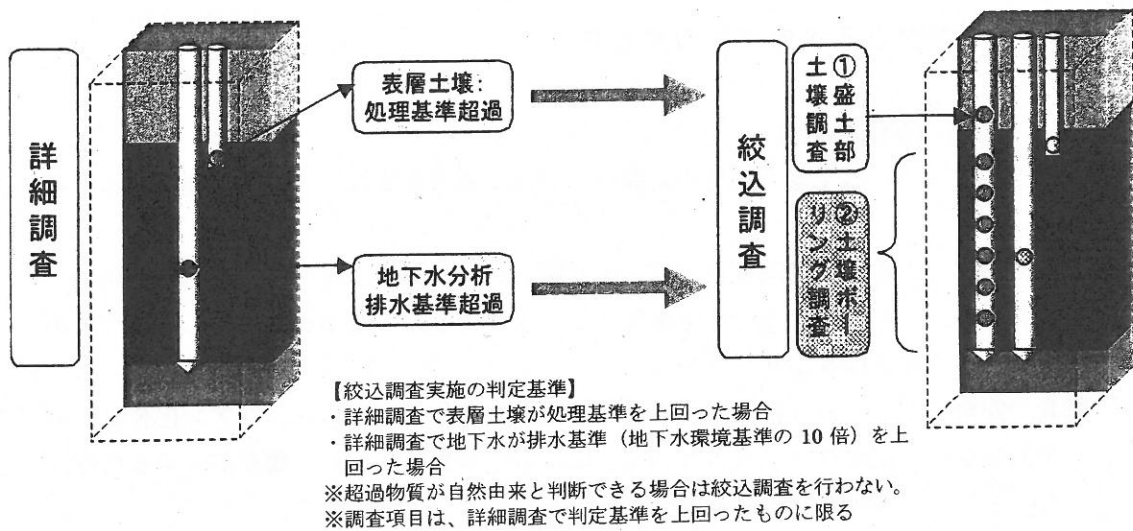 詳細調査
表層土壌:
処理基準超過
地下水分析
排水基準超過
絞込調査
①盛土部
土壌調査
②土壌ボー
リング調査
【絞込調査実施の判定基準】
・詳細調査で表層土壌が処理基準を上回った場合
・詳細調査で地下水が排水基準（地下水環境基準の 10 倍）を上
回った場合
※超過物質が自然由来と判断できる場合は絞込調査を行わない。
※調査項目は、詳細調査で判定基準を上回ったものに限る